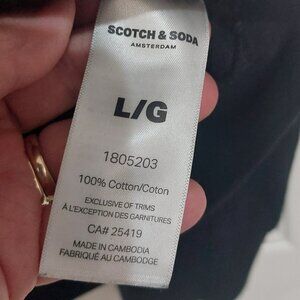 SCOTCH & SODA
AMSTERDAM
L/G
1805203
100% Cotton/Coton
EXCLUSIVE OF TRIMS
À L'EXCEPTION DES GARNITURES
CA# 25419
MADE IN CAMBODIA
FABRIQUÉ AU CAMBODGE